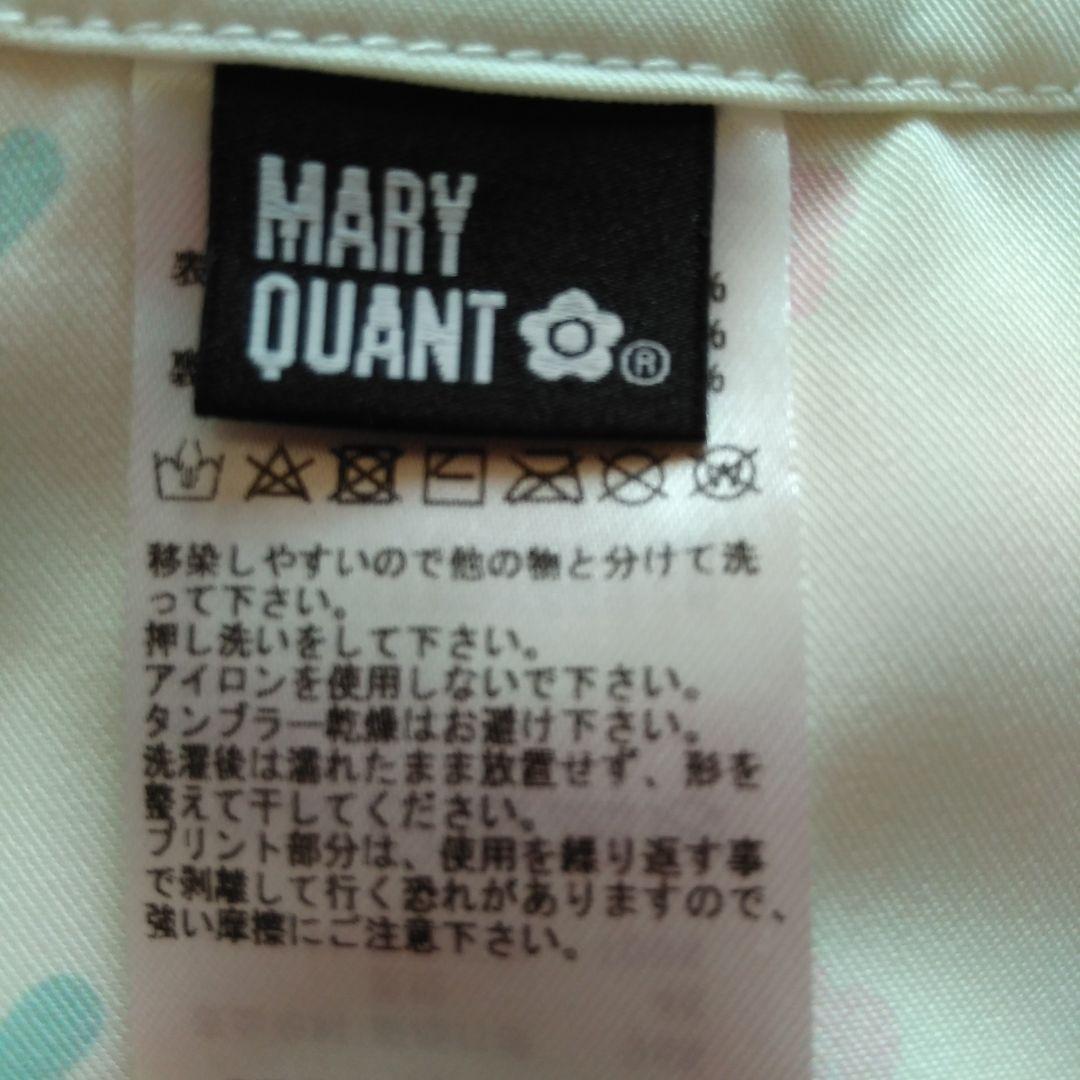 MARY
QUANT ®
表 %
%
%
移染しやすいので他の物と分けて洗
って下さい。
押し洗いをして下さい。
アイロンを使用しないで下さい。
タンブラー乾燥はお避け下さい。
洗濯後は濡れたまま放置せず、形を
整えて干してください。
プリント部分は、使用を繰り返す事
で剥離して行く恐れがありますので、
強い摩擦にご注意下さい。